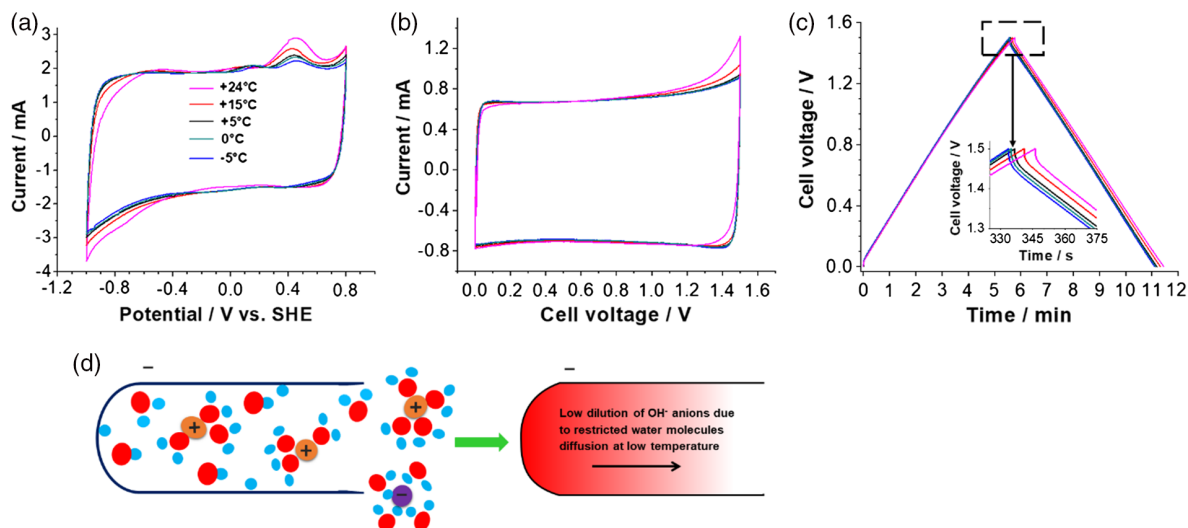 (a)
4
3
2
1
0
-1
-2
-3
-4
Current / mA
+24°C
+15°C
+5°C
0°C
-5°C
-1.2 -0.8 -0.4 0.0 0.4 0.8
Potential / V vs. SHE
(b)
1.2
0.8
0.4
0.0
-0.4
-0.8
Current / mA
0.0 0.2 0.4 0.6 0.8 1.0 1.2 1.4 1.6
Cell voltage / V
(c)
1.6
1.2
0.8
0.4
0.0
Cell voltage / V
1.5
1.4
1.3
Cell voltage / V
330 345 360 375
Time / s
0 1 2 3 4 5 6 7 8 9 10 11 12
Time / min
(d)
−
+
+
+
−
−
Low dilution of OH- anions due
to restricted water molecules
diffusion at low temperature